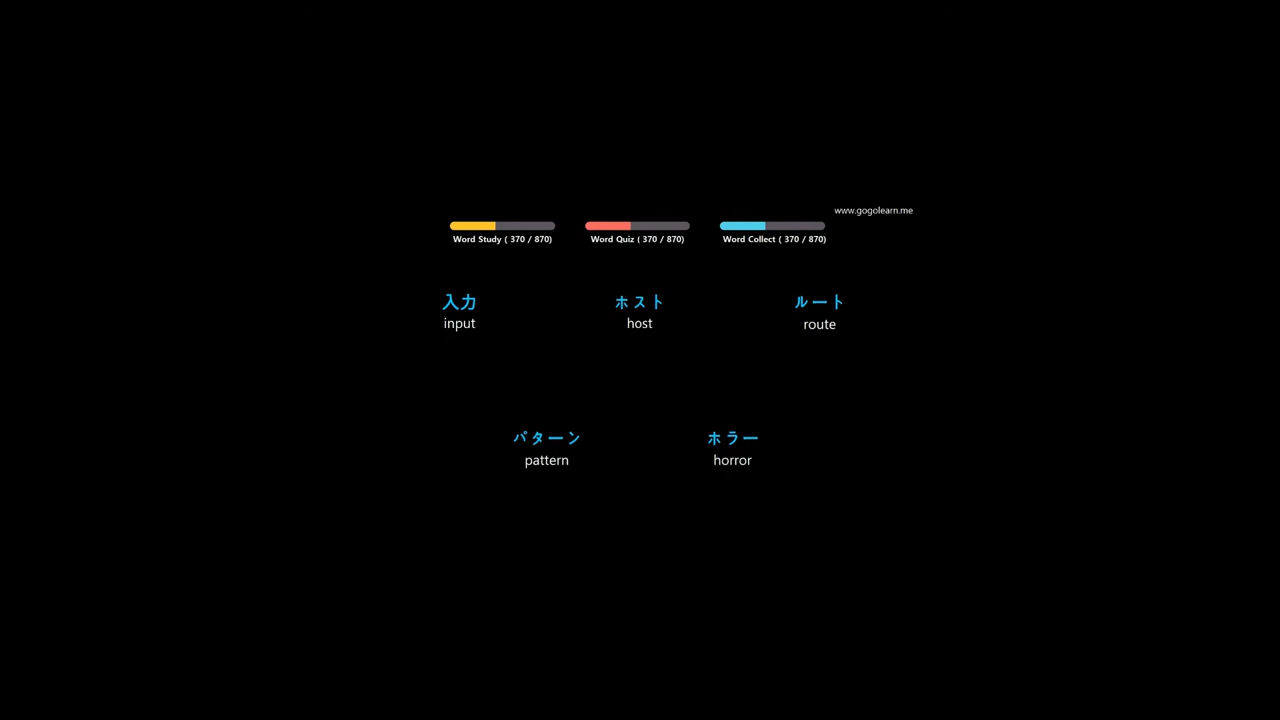 www.gogolearn.me
Word Study ( 370 / 870)
Word Quiz ( 370 / 870)
Word Collect ( 370 / 870)
入力
input
ホスト
host
ルート
route
パターン
pattern
ホラー
horror